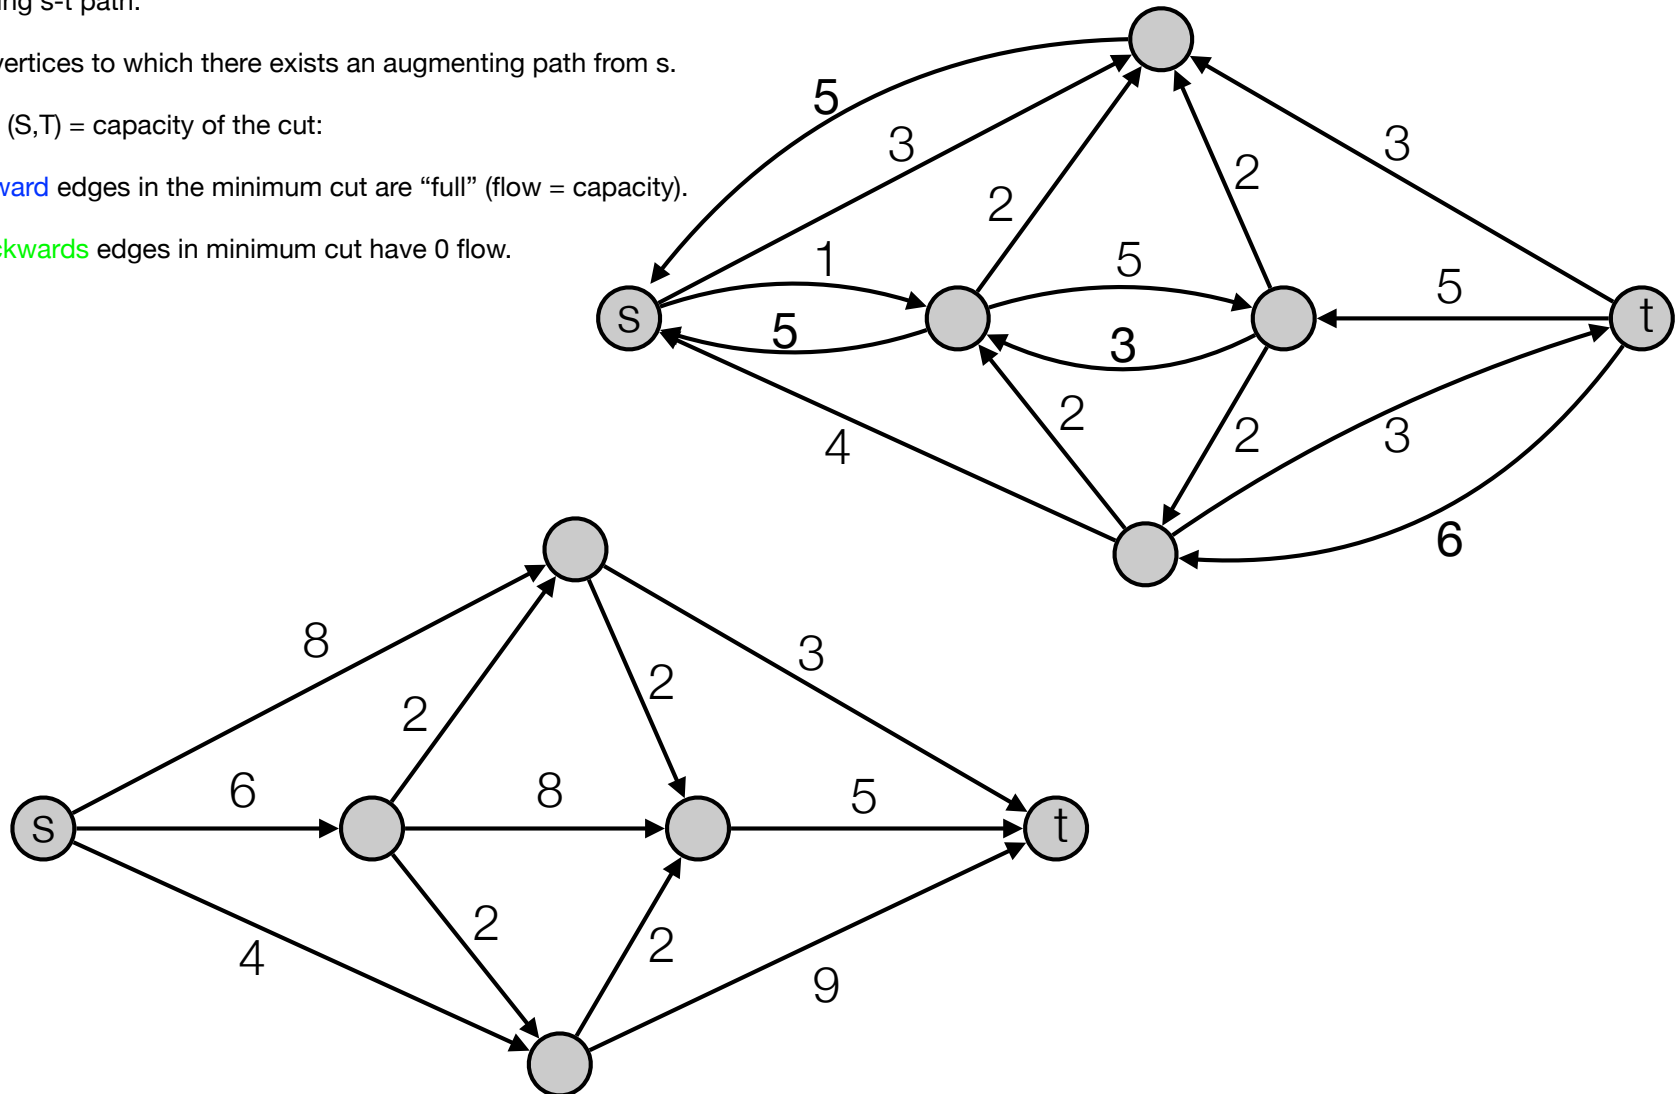 ing s-t path.
vertices to which there exists an augmenting path from s.
(S,T) = capacity of the cut:
ward edges in the minimum cut are “full” (flow = capacity).
ckwards edges in minimum cut have 0 flow.
5
3
3
2
2
1
5
5
s
t
5
3
2
2
3
4
6
8
3
2
2
6
8
5
s
t
2
2
4
9